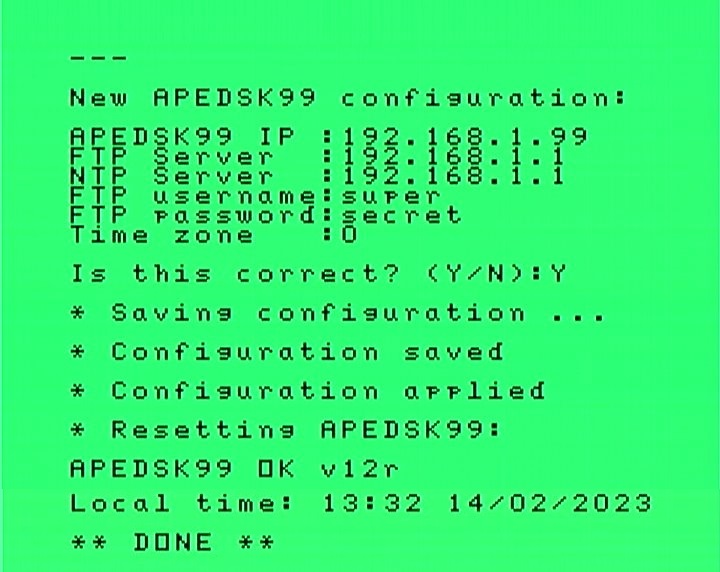 ---
New APEDSK99 configuration:
APEDSK99 IP :192.168.1.99
FTP Server  :192.168.1.1
NTP Server  :192.168.1.1
FTP username:super
FTP password:secret
Time zone   :0
Is this correct? (Y/N):Y
* Saving configuration ...
* Configuration saved
* Configuration applied
* Resetting APEDSK99:
APEDSK99 OK v12r
Local time: 13:32 14/02/2023
** DONE **